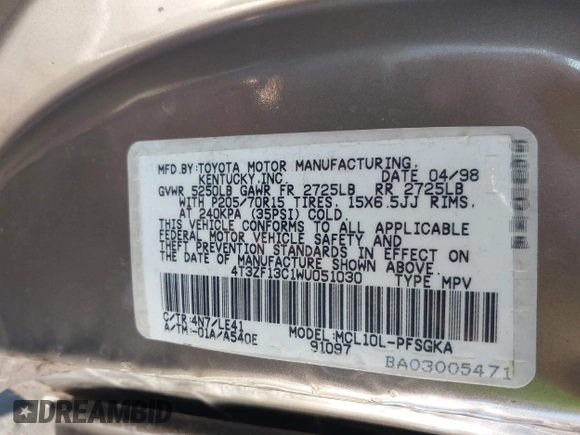 MFD.BY:TOYOTA MOTOR MANUFACTURING,
KENTUCKY,INC. DATE 04/98
GVWR 5250LB GAWR FR 2725LB RR 2725LB
WITH P205/70R15 TIRES, 15X6.5JJ RIMS,
AT 240KPA (35PSI) COLD.
THIS VEHICLE CONFORMS TO ALL APPLICABLE
FEDERAL MOTOR VEHICLE SAFETY AND
THEFT PREVENTION STANDARDS IN EFFECT ON
THE DATE OF MANUFACTURE SHOWN ABOVE.
4T3ZF13C1WU051030 TYPE MPV
C/TR:4N7/LE41 MODEL:MCL10L-PFSGKA
A/TM:-01A/A540E 91097
BA03005471
DREAMBID